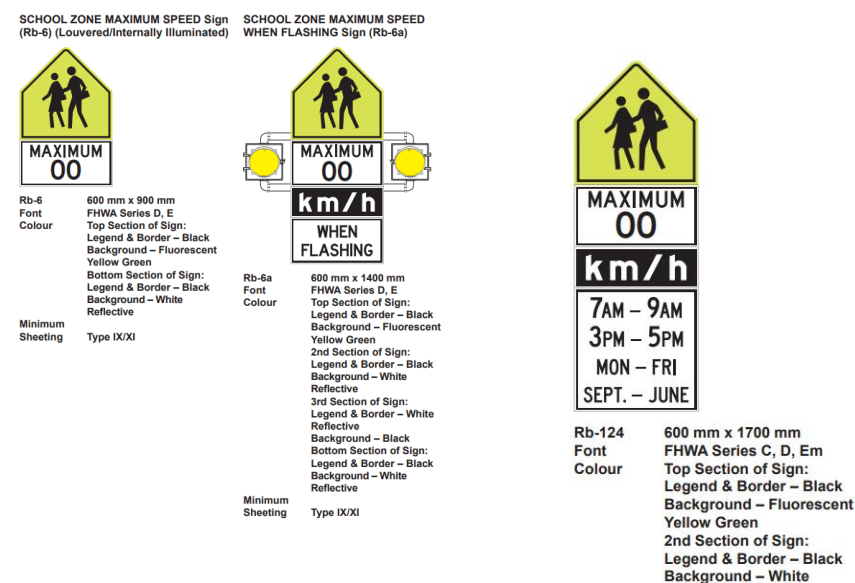 SCHOOL ZONE MAXIMUM SPEED Sign
(Rb-6) (Louvered/Internally Illuminated)
MAXIMUM
00
Rb-6 600 mm x 900 mm
Font FHWA Series D, E
Colour Top Section of Sign:
Legend & Border – Black
Background – Fluorescent
Yellow Green
Bottom Section of Sign:
Legend & Border – Black
Background – White
Reflective
Minimum
Sheeting Type IX/XI
SCHOOL ZONE MAXIMUM SPEED
WHEN FLASHING Sign (Rb-6a)
MAXIMUM
00
km/h
WHEN
FLASHING
Rb-6a 600 mm x 1400 mm
Font FHWA Series D, E
Colour Top Section of Sign:
Legend & Border – Black
Background – Fluorescent
Yellow Green
2nd Section of Sign:
Legend & Border – Black
Background – White
Reflective
3rd Section of Sign:
Legend & Border – White
Reflective
Background – Black
Bottom Section of Sign:
Legend & Border – Black
Background – White
Reflective
Minimum
Sheeting Type IX/XI
MAXIMUM
00
km/h
7AM – 9AM
3PM – 5PM
MON – FRI
SEPT. – JUNE
Rb-124 600 mm x 1700 mm
Font FHWA Series C, D, Em
Colour Top Section of Sign:
Legend & Border – Black
Background – Fluorescent
Yellow Green
2nd Section of Sign:
Legend & Border – Black
Background – White